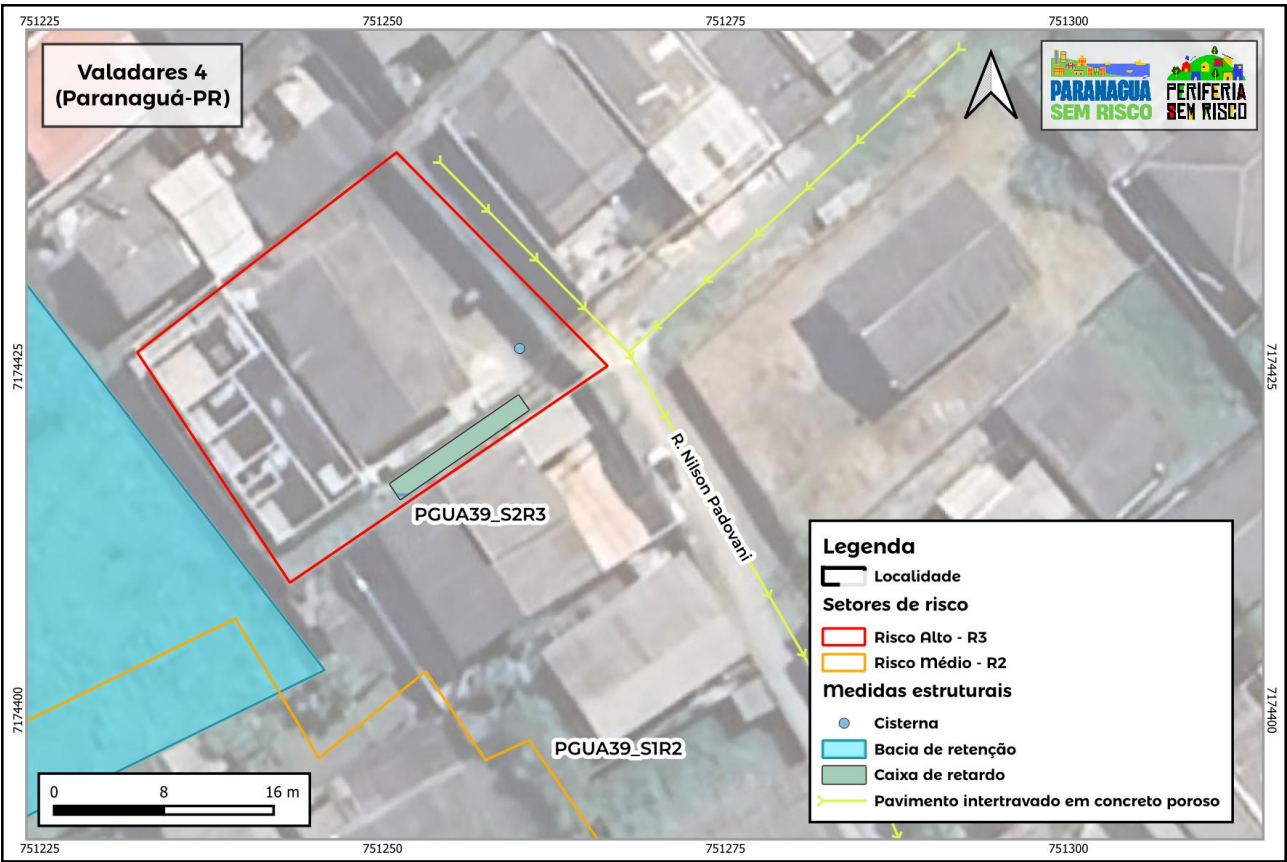 751225
751250
751275
751300
Valadares 4
(Paranaguá-PR)
PARANAGUÁ
SEM RISCO
PERIFERIA
SEM RISCO
7174425
7174425
R. Nilson Padovani
PGUA39_S2R3
Legenda
Localidade
Setores de risco
Risco Alto - R3
Risco Médio - R2
Medidas estruturais
Cisterna
Bacia de retenção
Caixa de retardo
Pavimento intertravado em concreto poroso
7174400
7174400
PGUA39_S1R2
0 8 16 m
751225
751250
751275
751300